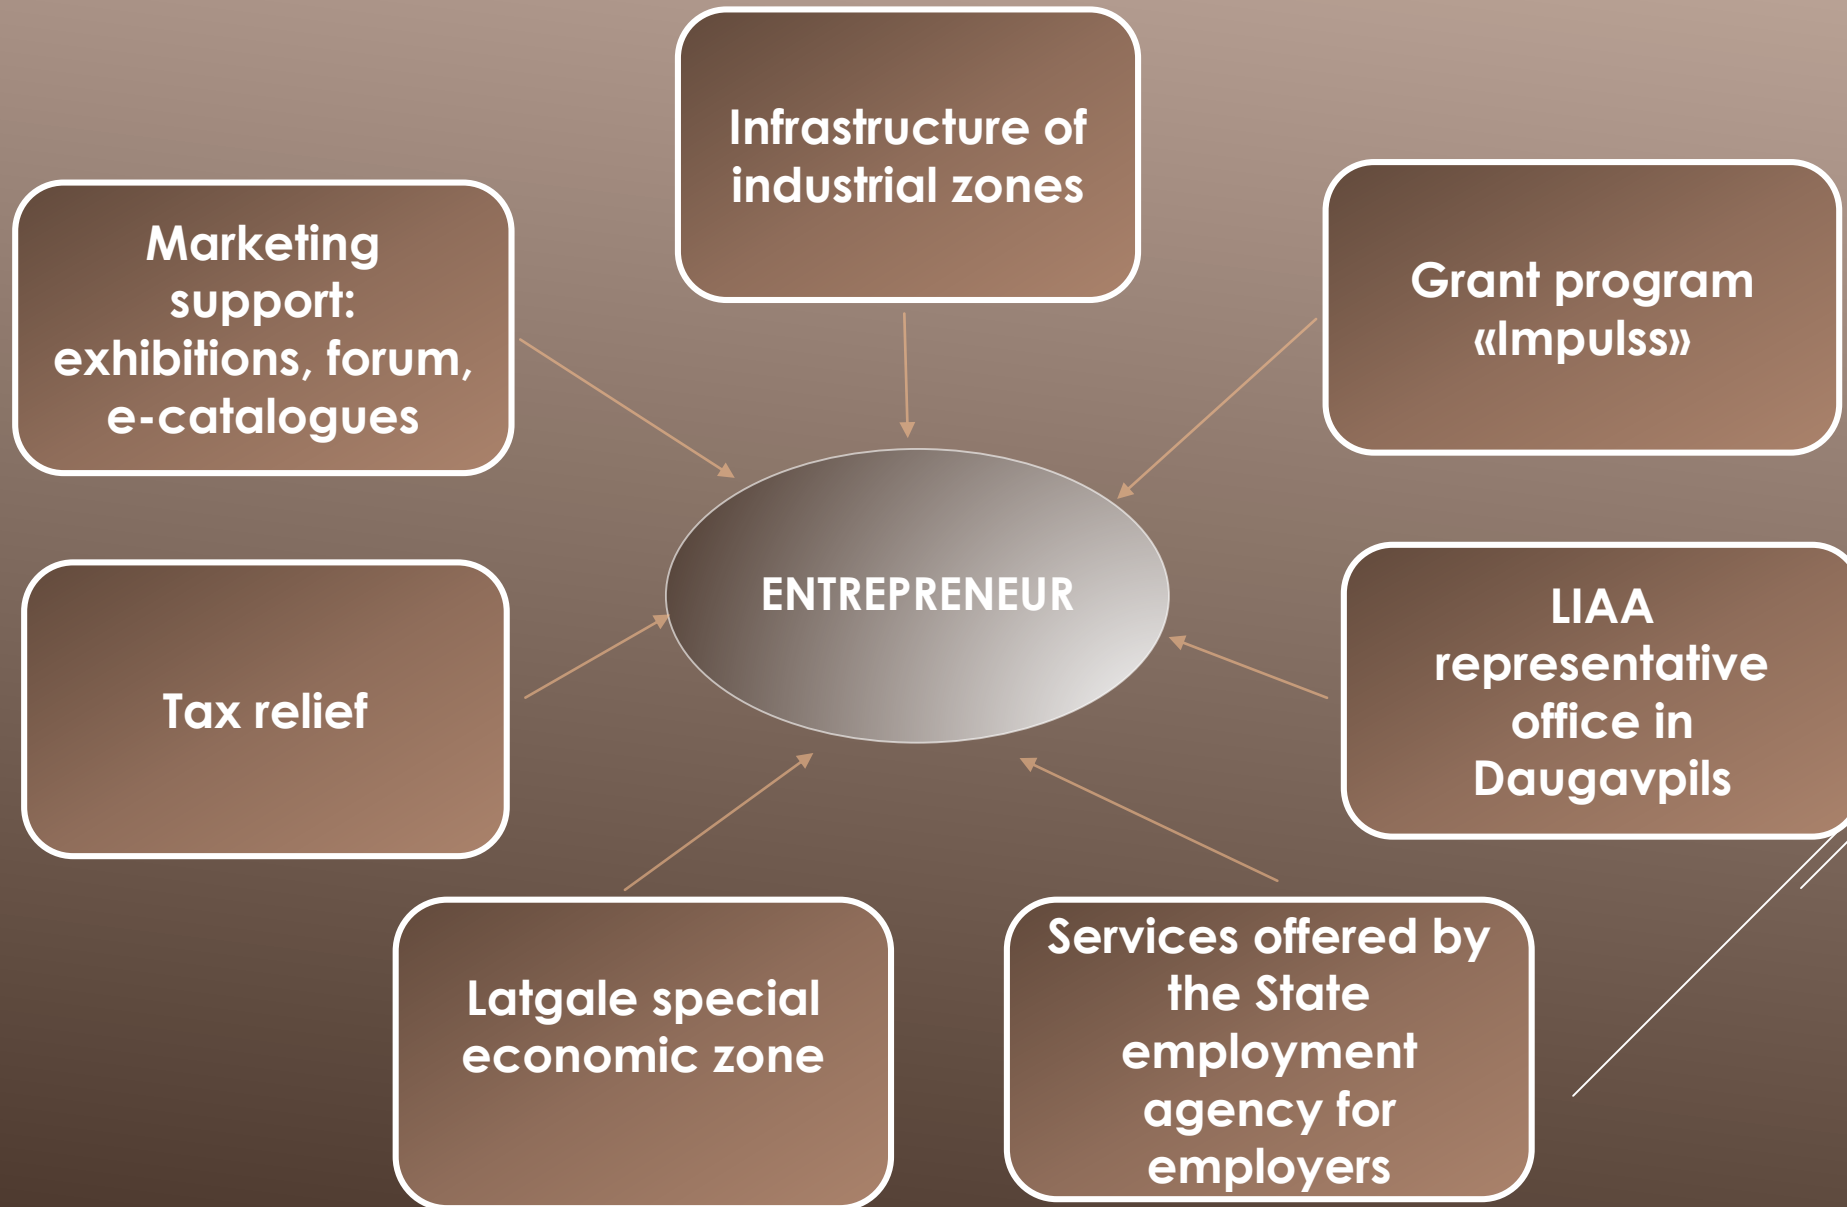 Infrastructure of
industrial zones
Marketing
support:
exhibitions, forum,
e-catalogues
Grant program
«Impulss»
ENTREPRENEUR
Tax relief
LIAA
representative
office in
Daugavpils
Latgale special
economic zone
Services offered by
the State
employment
agency for
employers